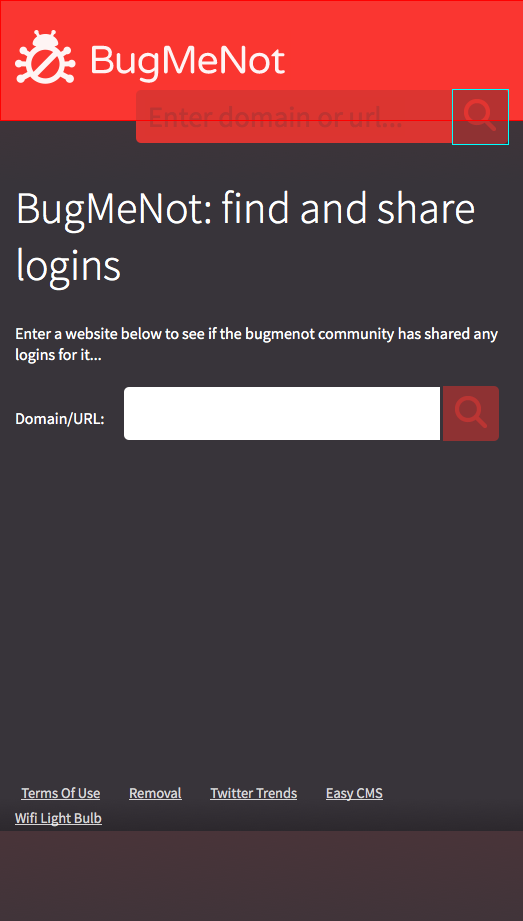 BugMeNot
Enter domain or url...
BugMeNot: find and share
logins
Enter a website below to see if the bugmenot community has shared any
logins for it...
Domain/URL:
Terms Of Use Removal Twitter Trends Easy CMS
Wifi Light Bulb